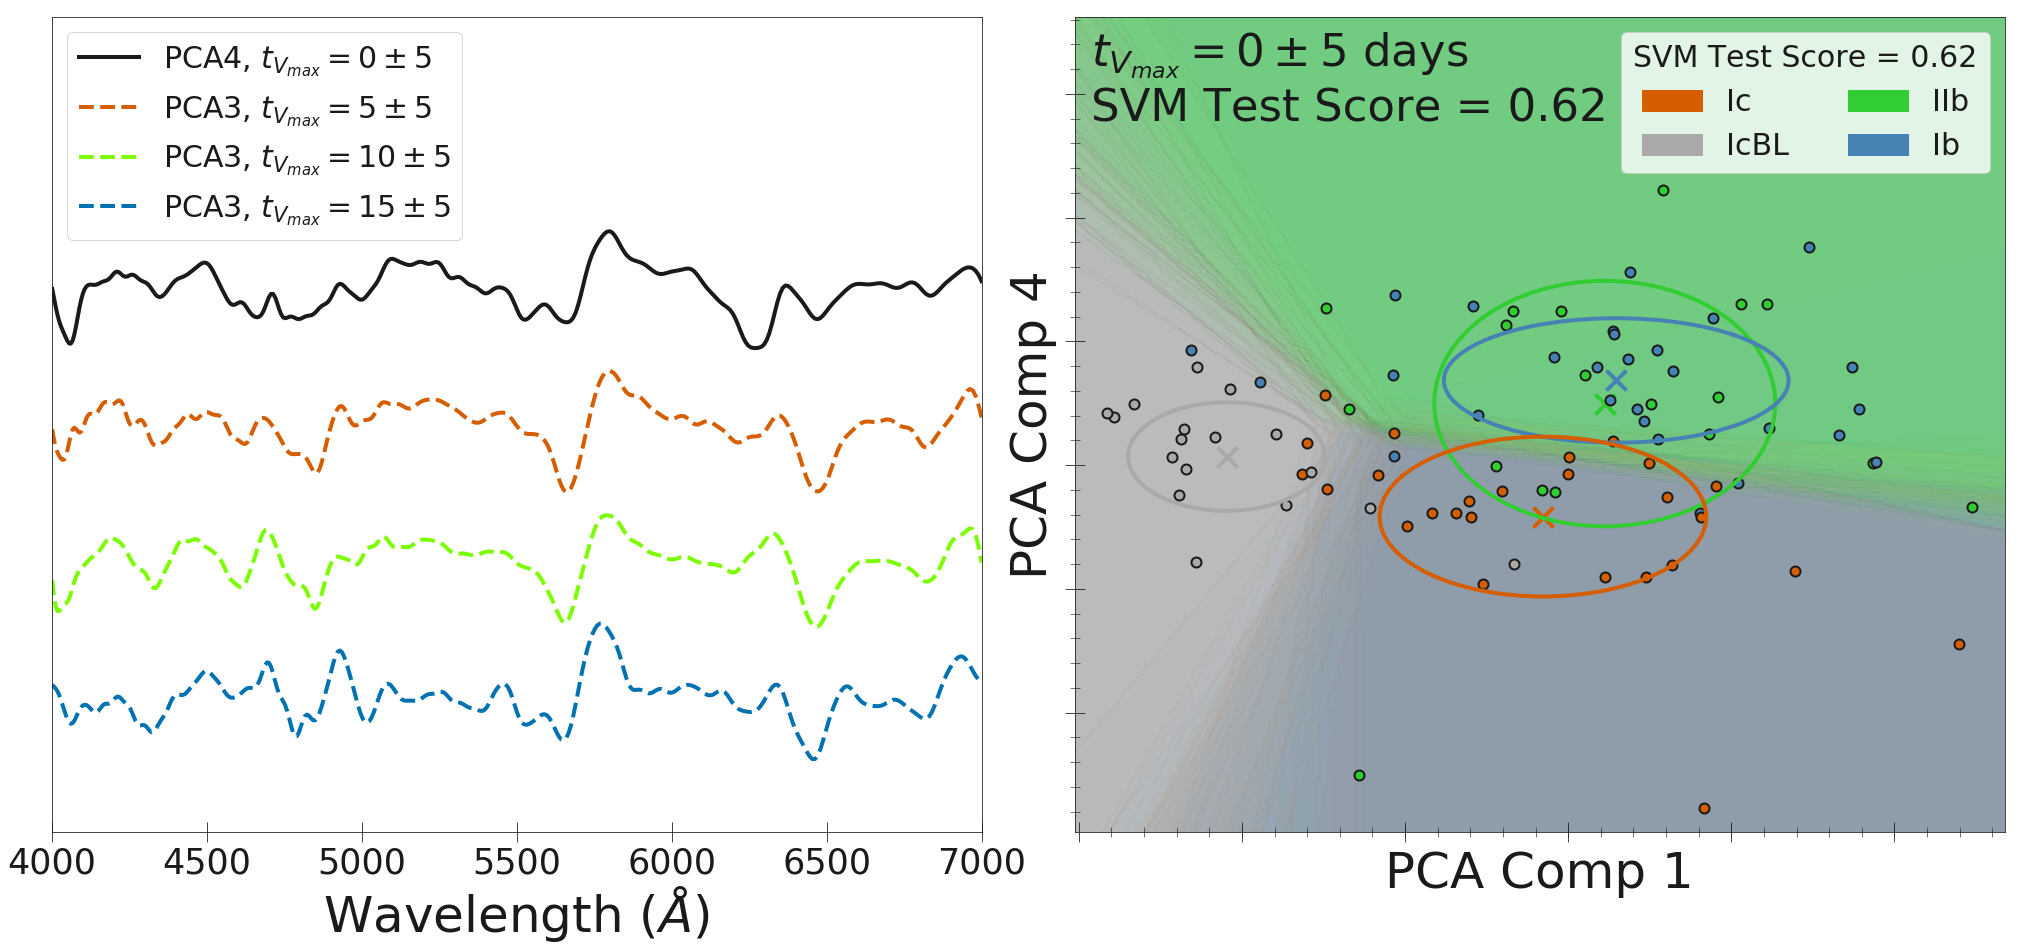 PCA4, t_{V_{max}} = 0 ± 5
PCA3, t_{V_{max}} = 5 ± 5
PCA3, t_{V_{max}} = 10 ± 5
PCA3, t_{V_{max}} = 15 ± 5
4000 4500 5000 5500 6000 6500 7000
Wavelength (Å)
t_{V_{max}} = 0 ± 5 days
SVM Test Score = 0.62
SVM Test Score = 0.62
Ic IIb
IcBL Ib
PCA Comp 4
PCA Comp 1